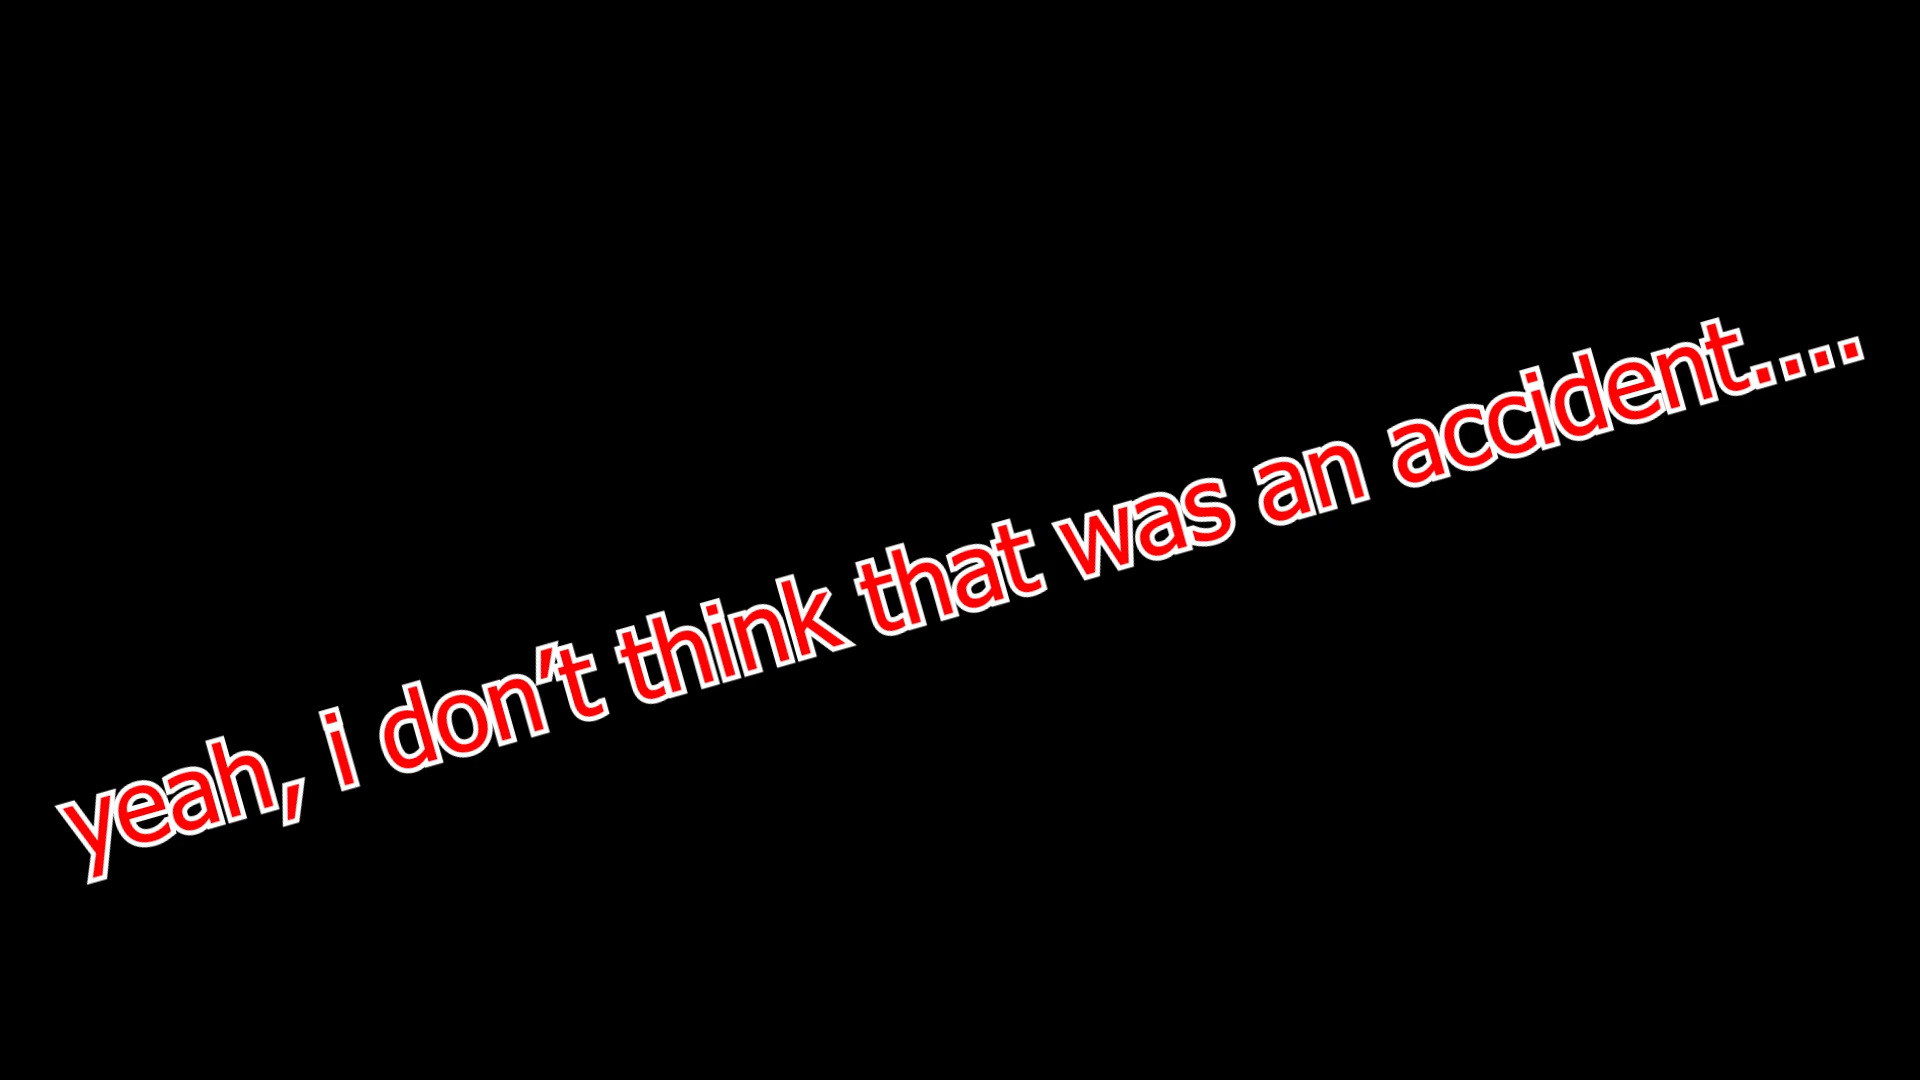 yeah, i don't think that was an accident....